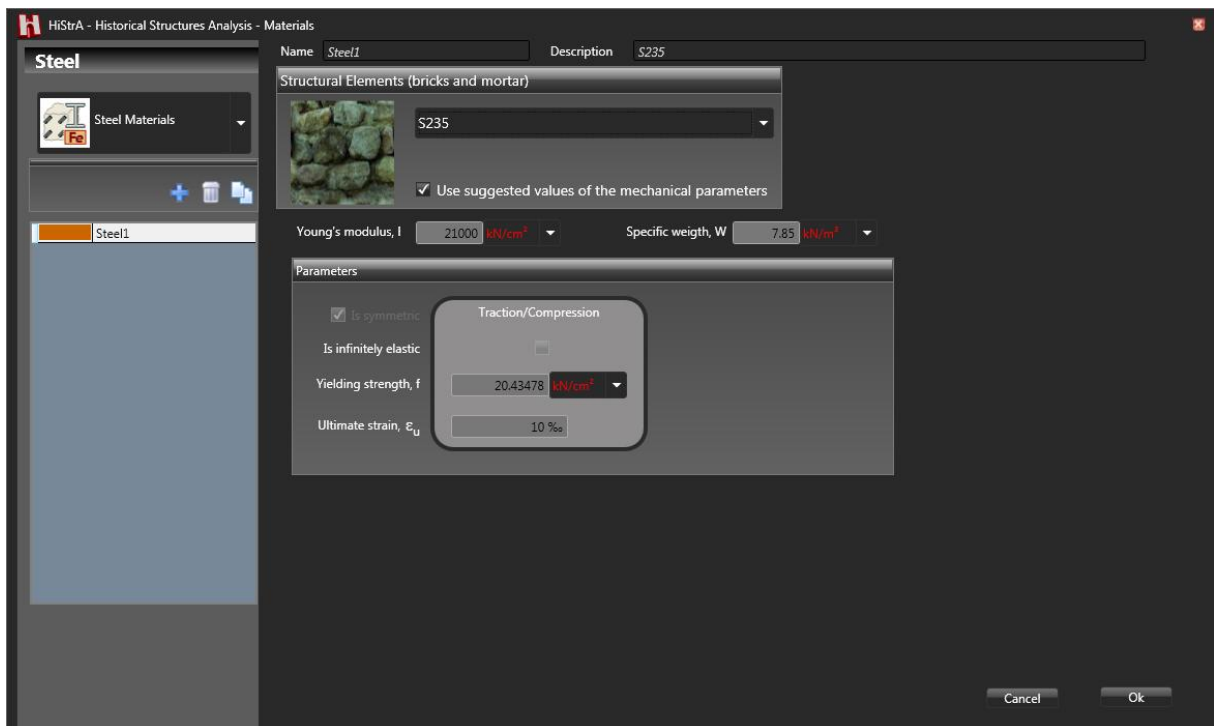 HiStrA - Historical Structures Analysis - Materials
Steel
Name Steel1 Description S235
Structural Elements (bricks and mortar)
Steel Materials
Fe
S235
Use suggested values of the mechanical parameters
Steel1
Young's modulus, I 21000 kN/cm² Specific weigth, W 7.85 kN/m³
Parameters
Is symmetric Traction/Compression
Is infinitely elastic
Yielding strength, f 20.43478 kN/cm²
Ultimate strain, εu 10 ‰
Cancel Ok